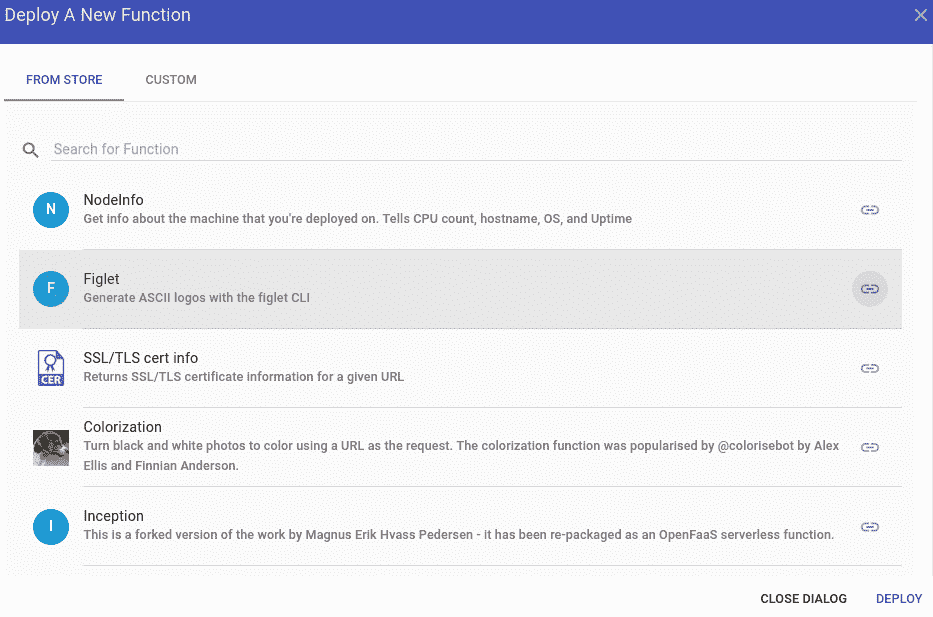 Deploy A New Function
FROM STORE
CUSTOM
Search for Function
N
NodeInfo
Get info about the machine that you're deployed on. Tells CPU count, hostname, OS, and Uptime
F
Figlet
Generate ASCII logos with the figlet CLI
CER
SSL/TLS cert info
Returns SSL/TLS certificate information for a given URL
Colorization
Turn black and white photos to color using a URL as the request. The colorization function was popularised by @colorisebot by Alex
Ellis and Finnian Anderson.
I
Inception
This is a forked version of the work by Magnus Erik Hvass Pedersen - it has been re-packaged as an OpenFaaS serverless function.
CLOSE DIALOG
DEPLOY